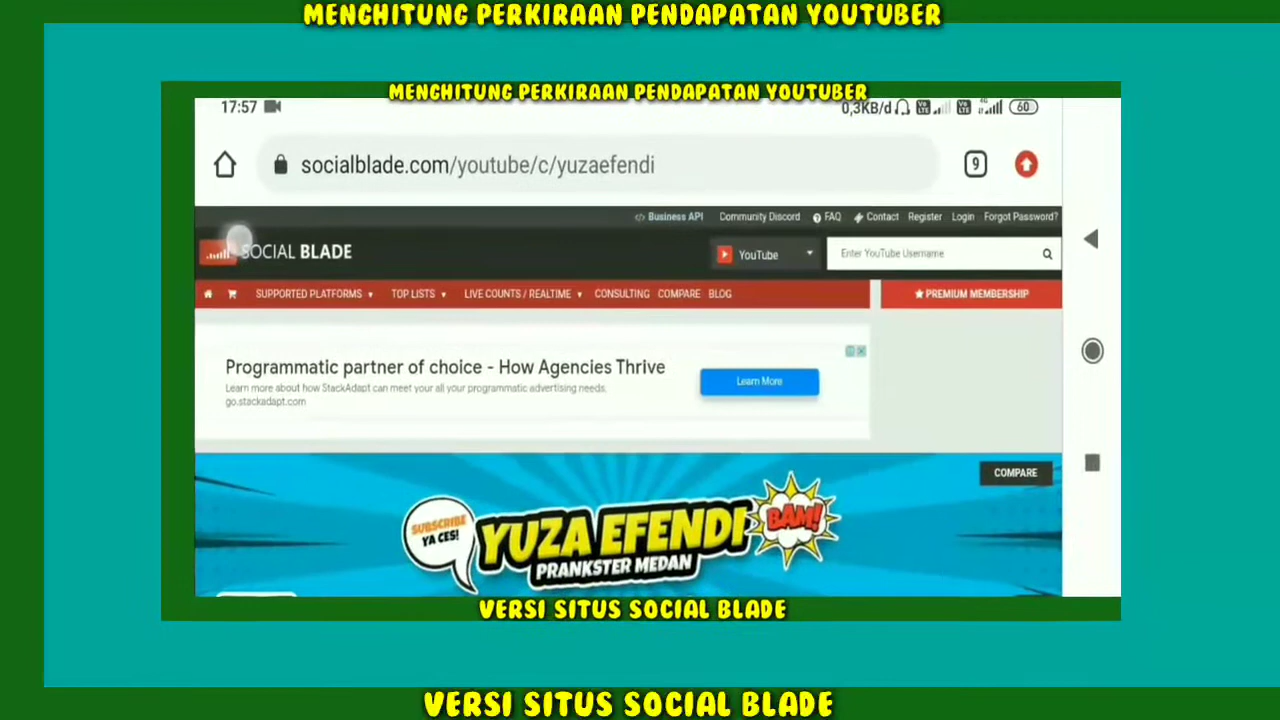 MENGHITUNG PERKIRAAN PENDAPATAN YOUTUBER
MENGHITUNG PERKIRAAN PENDAPATAN YOUTUBER
17:57 0,3KB/d 60
socialblade.com/youtube/c/yuzaefendi 9
Business API Community Discord FAQ Contact Register Login Forgot Password?
SOCIAL BLADE YouTube Enter YouTube Username
SUPPORTED PLATFORMS TOP LISTS LIVE COUNTS / REALTIME CONSULTING COMPARE BLOG PREMIUM MEMBERSHIP
Programmatic partner of choice - How Agencies Thrive
Learn more about how StackAdapt can meet your all your programmatic advertising needs.
go.stackadapt.com
Learn More
COMPARE
SUBSCRIBE
YA CES!
YUZA EFENDI
PRANKSTER MEDAN
BAM!
VERSI SITUS SOCIAL BLADE
VERSI SITUS SOCIAL BLADE